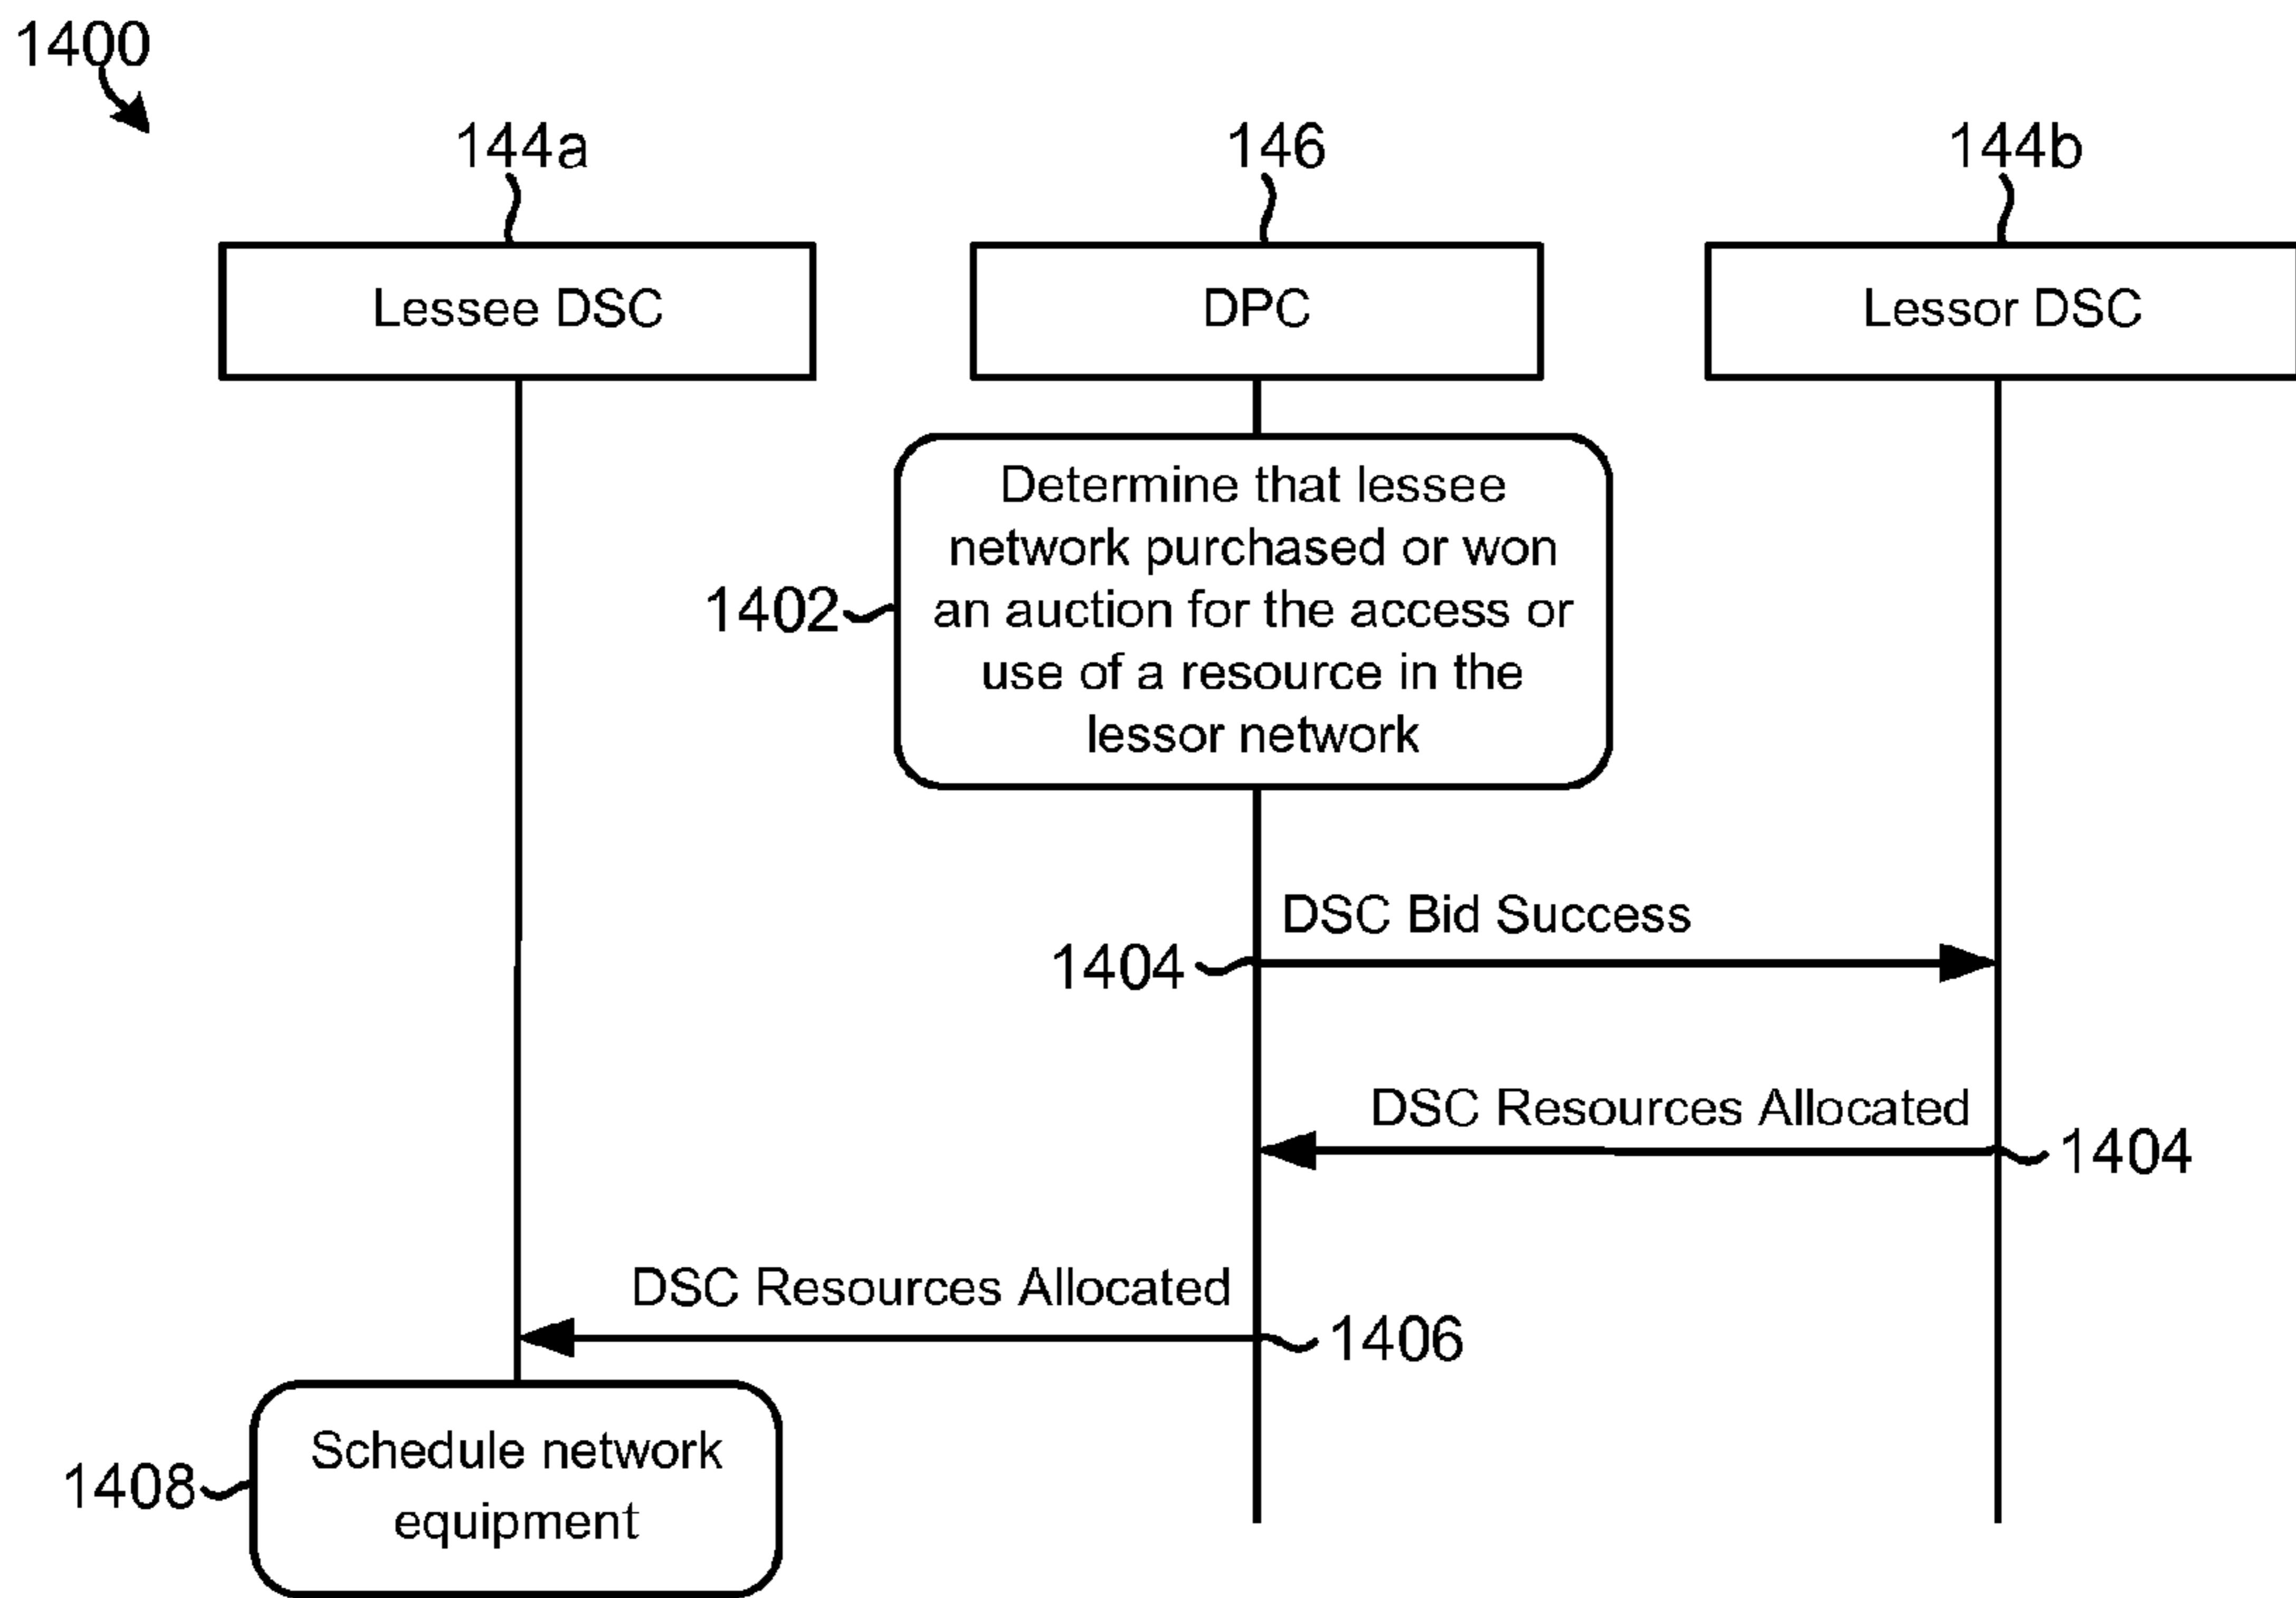 1400
144a
146
144b
Lessee DSC
DPC
Lessor DSC
Determine that lessee
network purchased or won
an auction for the access or
use of a resource in the
lessor network
1402
DSC Bid Success
1404
DSC Resources Allocated
1404
DSC Resources Allocated
1406
Schedule network
equipment
1408